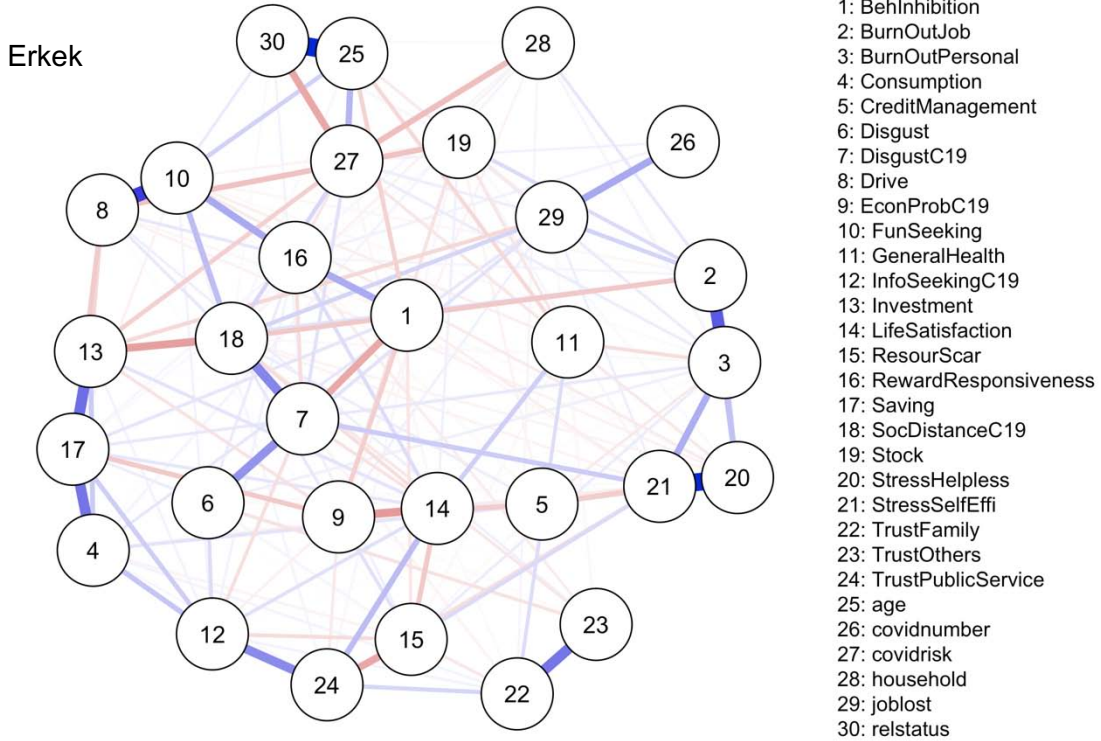 Erkek
30
25
28
19
26
27
10
8
29
16
2
1
18
11
13
3
7
17
20
21
6
14
5
9
4
23
12
15
24
22
1: BehInhibition
2: BurnOutJob
3: BurnOutPersonal
4: Consumption
5: CreditManagement
6: Disgust
7: DisgustC19
8: Drive
9: EconProbC19
10: FunSeeking
11: GeneralHealth
12: InfoSeekingC19
13: Investment
14: LifeSatisfaction
15: ResourScar
16: RewardResponsiveness
17: Saving
18: SocDistanceC19
19: Stock
20: StressHelpless
21: StressSelfEffi
22: TrustFamily
23: TrustOthers
24: TrustPublicService
25: age
26: covidnumber
27: covidrisk
28: household
29: joblost
30: relstatus